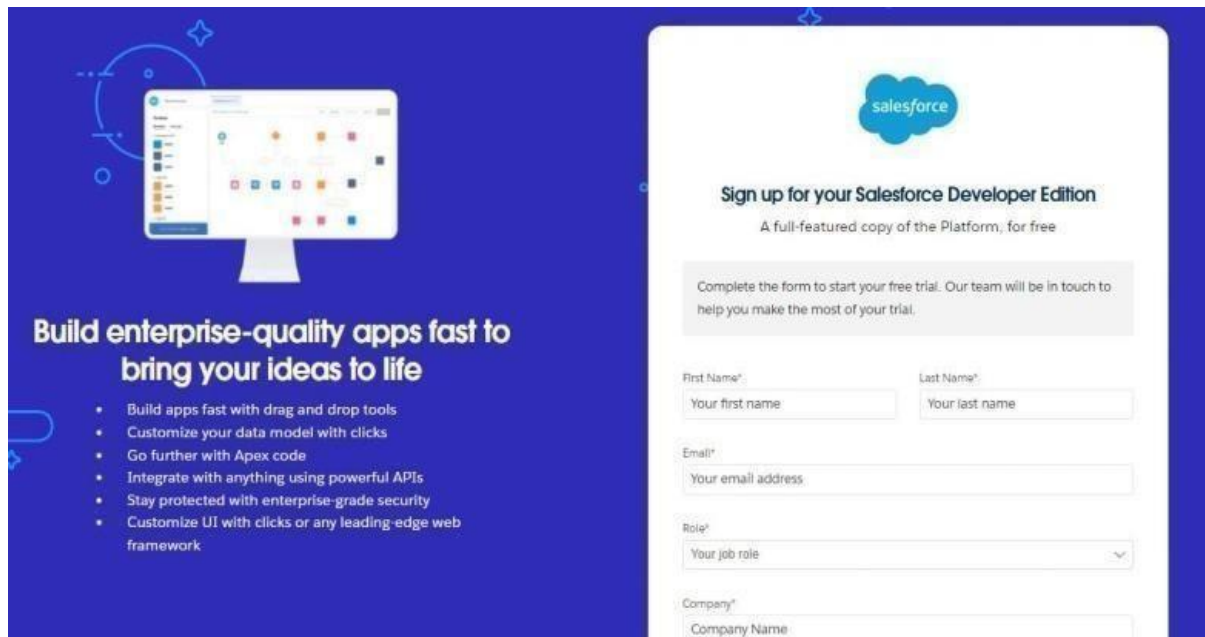 Build enterprise-quality apps fast to
bring your ideas to life
• Build apps fast with drag and drop tools
• Customize your data model with clicks
• Go further with Apex code
• Integrate with anything using powerful APIs
• Stay protected with enterprise-grade security
• Customize UI with clicks or any leading-edge web
framework
salesforce
Sign up for your Salesforce Developer Edition
A full-featured copy of the Platform, for free
Complete the form to start your free trial. Our team will be in touch to
help you make the most of your trial.
First Name* Last Name*
Your first name Your last name
Email*
Your email address
Role*
Your job role
Company*
Company Name